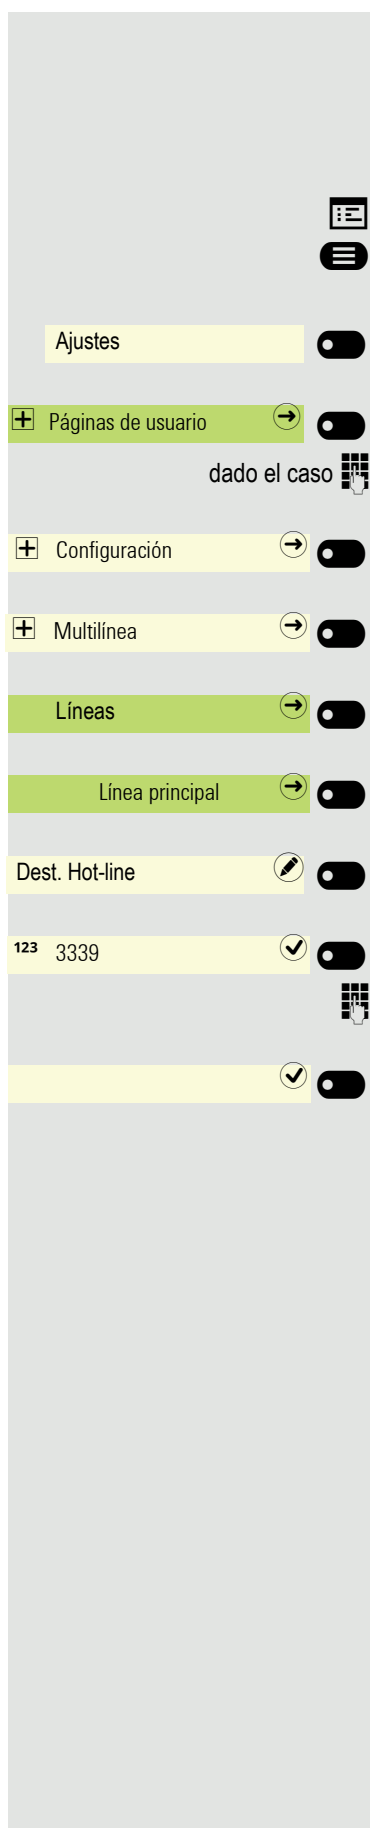 Ajustes
Páginas de usuario
dado el caso
Configuración
Multilínea
Líneas
Línea principal
Dest. Hot-line
123 3339